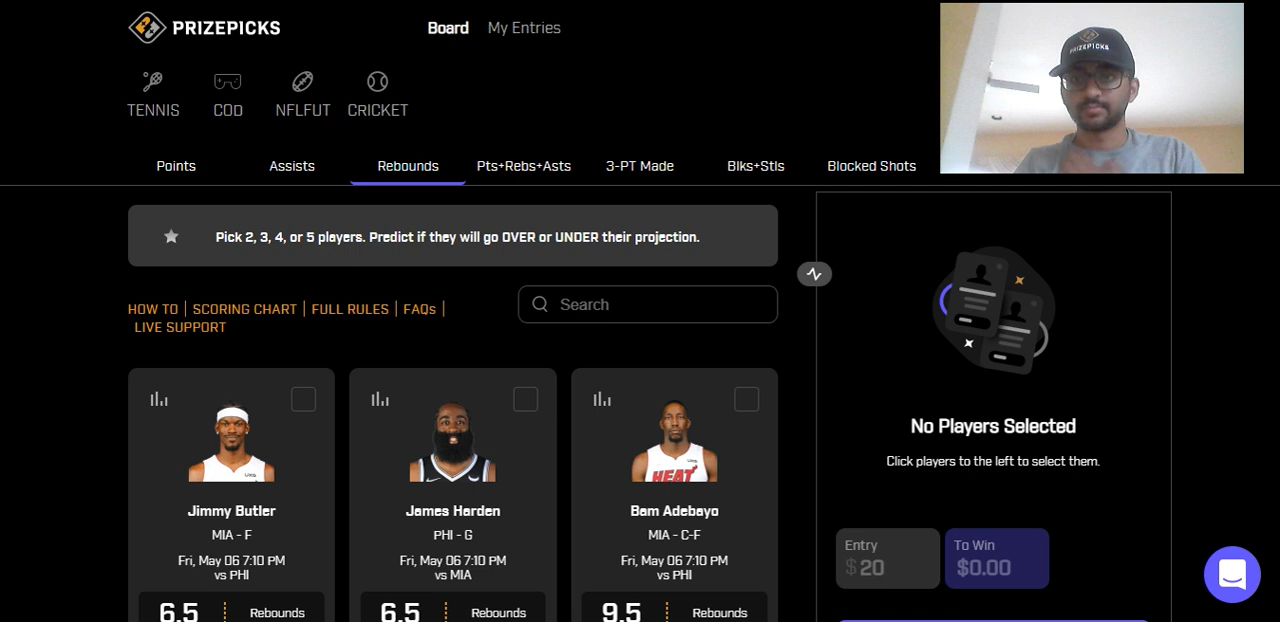 PRIZEPICKS
Board My Entries
TENNIS COD NFLFUT CRICKET
PRIZEPICKS
Points Assists Rebounds Pts+Rebs+Asts 3-PT Made Blks+Stls Blocked Shots
Pick 2, 3, 4, or 5 players. Predict if they will go OVER or UNDER their projection.
HOW TO | SCORING CHART | FULL RULES | FAQs |
LIVE SUPPORT
Search
Jimmy Butler
MIA - F
Fri, May 06 7:10 PM
vs PHI
6.5 Rebounds
James Harden
PHI - G
Fri, May 06 7:10 PM
vs MIA
6.5 Rebounds
HEAT
Bam Adebayo
MIA - C-F
Fri, May 06 7:10 PM
vs PHI
9.5 Rebounds
No Players Selected
Click players to the left to select them.
Entry
$ 20
To Win
$0.00